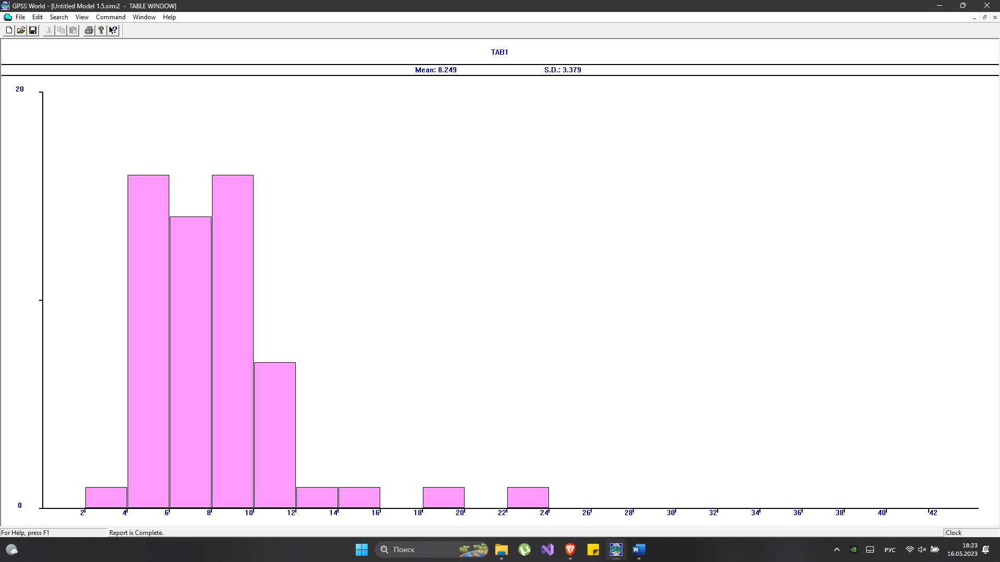 GPSS World - [Untitled Model 1.5.sim:2 - TABLE WINDOW]
File Edit Search View Command Window Help
TAB1
Mean: 8.249 S.D.: 3.379
20
0
2 4 6 8 10 12 14 16 18 20 22 24 26 28 30 32 34 36 38 40 42
For Help, press F1 Report is Complete. Clock
Поиск
GPSS
W
РУС
18:23
16.05.2023